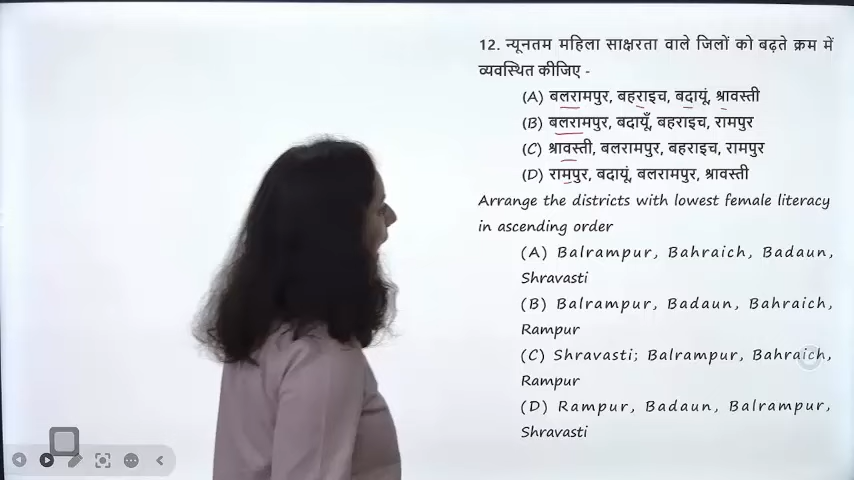 12. न्यूनतम महिला साक्षरता वाले जिलों को बढ़ते क्रम में
व्यवस्थित कीजिए -
(A) बलरामपुर, बहराइच, बदायूं, श्रावस्ती
(B) बलरामपुर, बदायूँ, बहराइच, रामपुर
(C) श्रावस्ती, बलरामपुर, बहराइच, रामपुर
(D) रामपुर, बदायूं, बलरामपुर, श्रावस्ती
Arrange the districts with lowest female literacy
in ascending order
(A) Balrampur, Bahraich, Badaun,
Shravasti
(B) Balrampur, Badaun, Bahraich,
Rampur
(C) Shravasti; Balrampur, Bahraich,
Rampur
(D) Rampur, Badaun, Balrampur,
Shravasti